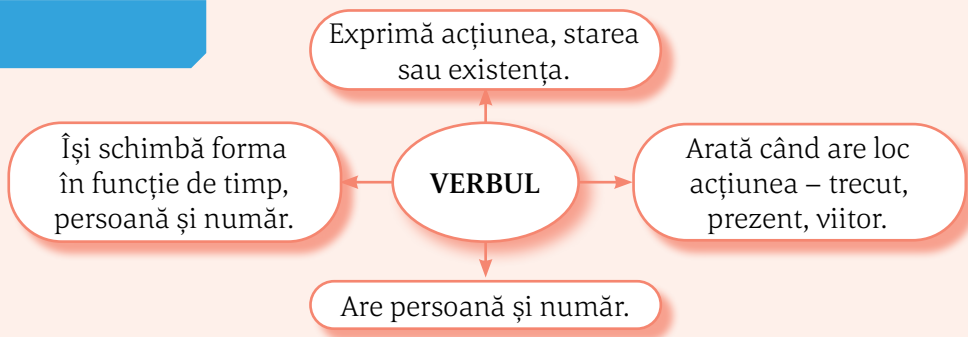 Exprimă acțiunea, starea
sau existența.
Își schimbă forma
în funcție de timp,
persoană și număr.
VERBUL
Arată când are loc
acțiunea – trecut,
prezent, viitor.
Are persoană și număr.